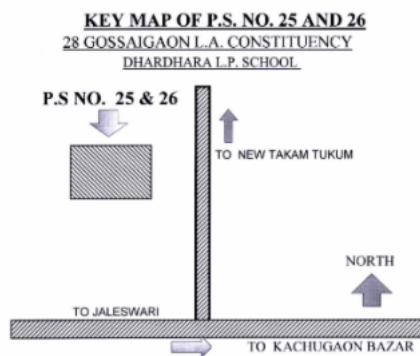 KEY MAP OF P.S. NO. 25 AND 26
28 GOSSAIGAON L.A. CONSTITUENCY
DHARDHARA L.P. SCHOOL
P.S NO. 25 & 26
TO NEW TAKAM TUKUM
NORTH
TO JALESWARI
TO KACHUGAON BAZAR